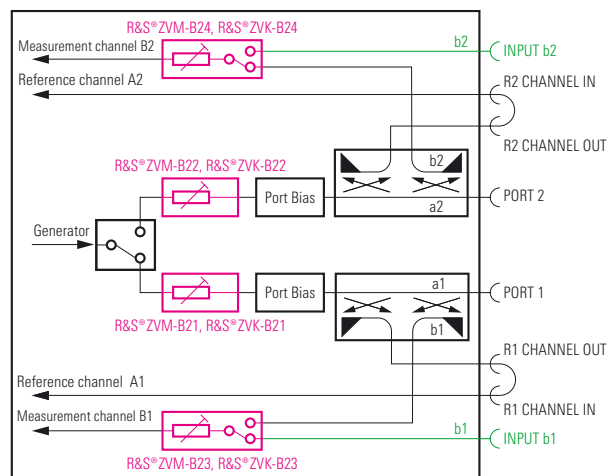 R&S®ZVM-B24, R&S®ZVK-B24
Measurement channel B2
b2
INPUT b2
Reference channel A2
R2 CHANNEL IN
R2 CHANNEL OUT
R&S®ZVM-B22, R&S®ZVK-B22
b2
Port Bias
a2
PORT 2
Generator
Port Bias
a1
PORT 1
b1
R&S®ZVM-B21, R&S®ZVK-B21
R1 CHANNEL OUT
Reference channel A1
R1 CHANNEL IN
Measurement channel B1
b1
INPUT b1
R&S®ZVM-B23, R&S®ZVK-B23